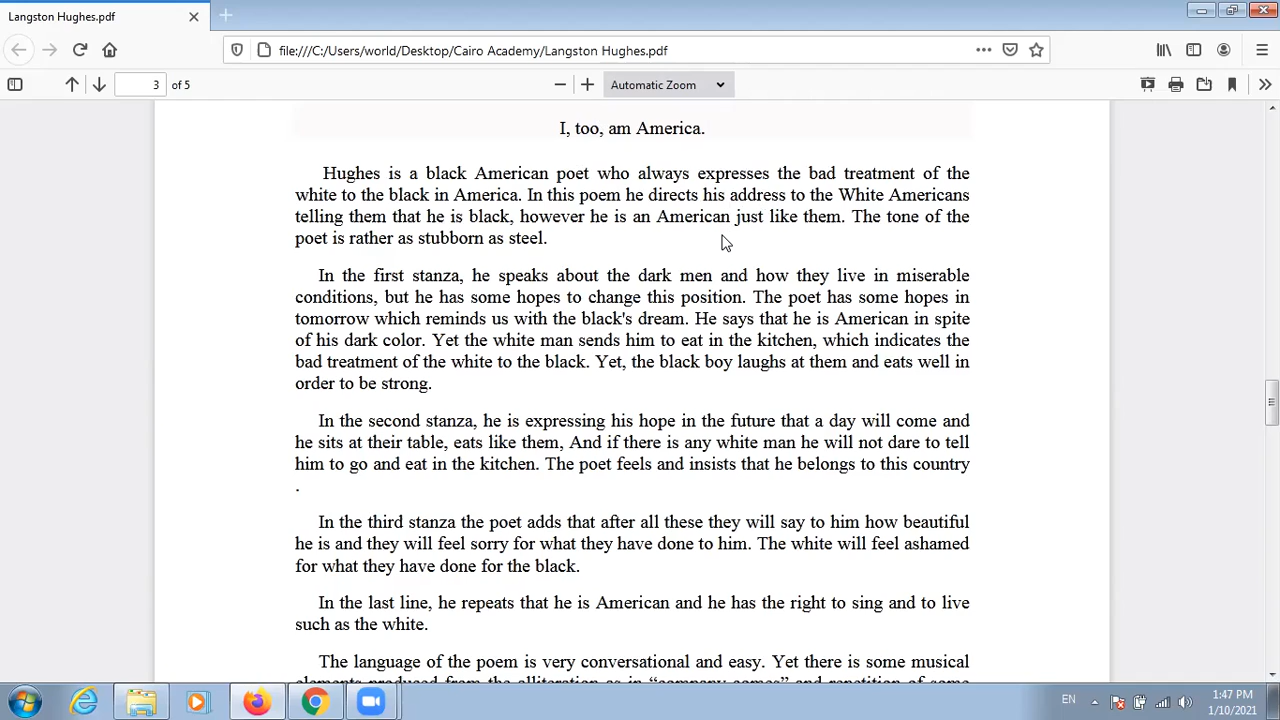 Langston Hughes.pdf
file:///C:/Users/world/Desktop/Cairo Academy/Langston Hughes.pdf
3 of 5
Automatic Zoom
I, too, am America.
Hughes is a black American poet who always expresses the bad treatment of the
white to the black in America. In this poem he directs his address to the White Americans
telling them that he is black, however he is an American just like them. The tone of the
poet is rather as stubborn as steel.
In the first stanza, he speaks about the dark men and how they live in miserable
conditions, but he has some hopes to change this position. The poet has some hopes in
tomorrow which reminds us with the black's dream. He says that he is American in spite
of his dark color. Yet the white man sends him to eat in the kitchen, which indicates the
bad treatment of the white to the black. Yet, the black boy laughs at them and eats well in
order to be strong.
In the second stanza, he is expressing his hope in the future that a day will come and
he sits at their table, eats like them, And if there is any white man he will not dare to tell
him to go and eat in the kitchen. The poet feels and insists that he belongs to this country
.
In the third stanza the poet adds that after all these they will say to him how beautiful
he is and they will feel sorry for what they have done to him. The white will feel ashamed
for what they have done for the black.
In the last line, he repeats that he is American and he has the right to sing and to live
such as the white.
The language of the poem is very conversational and easy. Yet there is some musical
elements produced from the alliteration as in “company comes” and repetition of some
EN
1:47 PM
1/10/2021